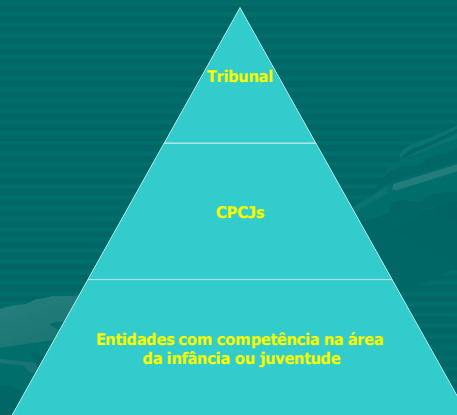 Tribunal
CPCJs
Entidades com competência na área
da infância ou juventude